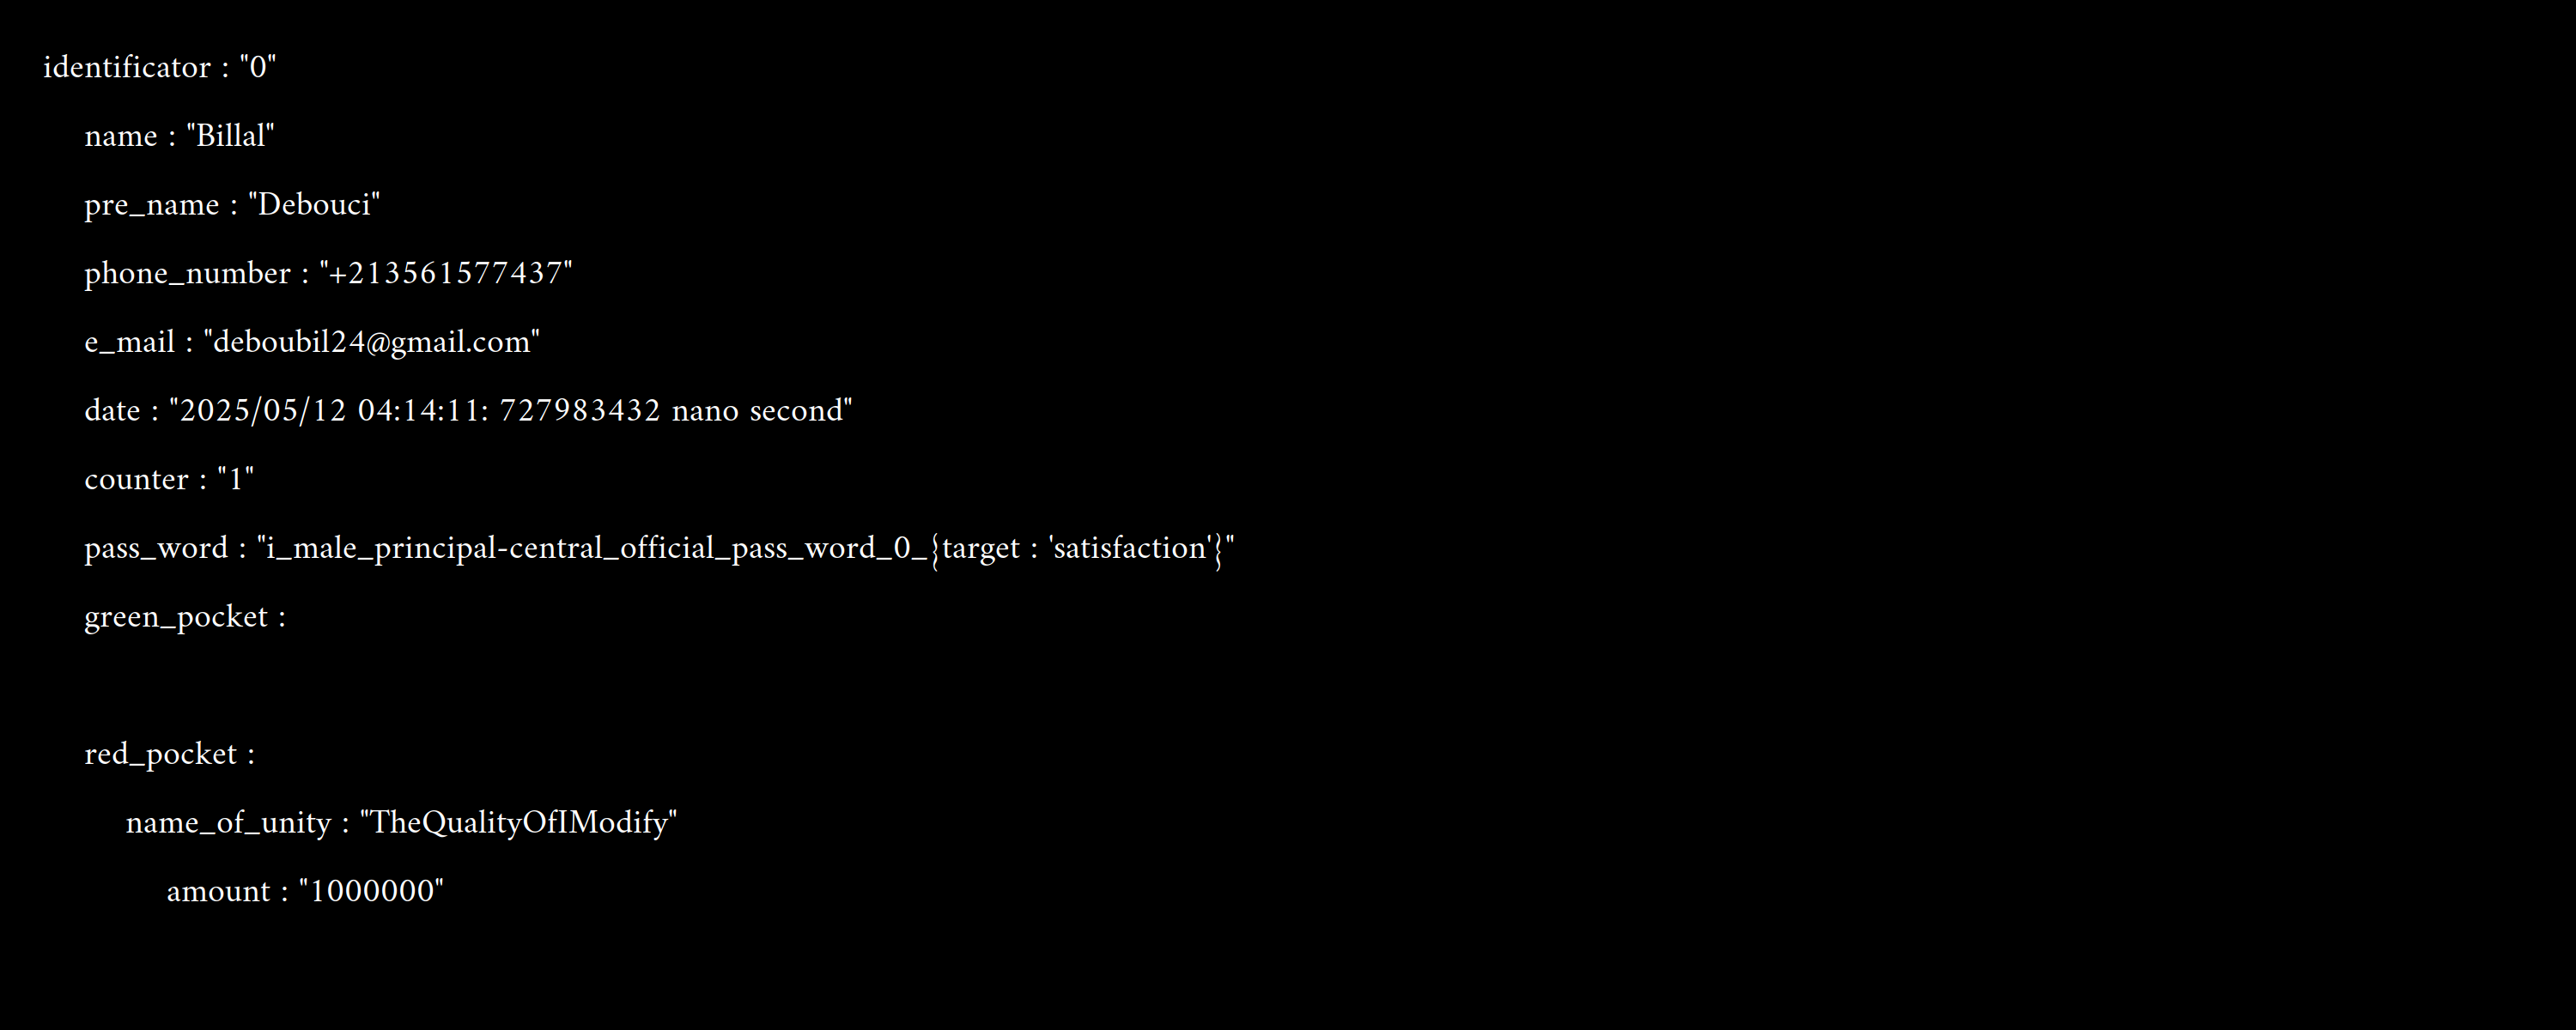 identificator : "0"
name : "Billal"
pre_name : "Debouci"
phone_number : "+213561577437"
e_mail : "deboubil24@gmail.com"
date : "2025/05/12 04:14:11: 727983432 nano second"
counter : "1"
pass_word : "i_male_principal-central_official_pass_word_0_{target : 'satisfaction'}"
green_pocket :
red_pocket :
name_of_unity : "TheQualityOfIModify"
amount : "1000000"